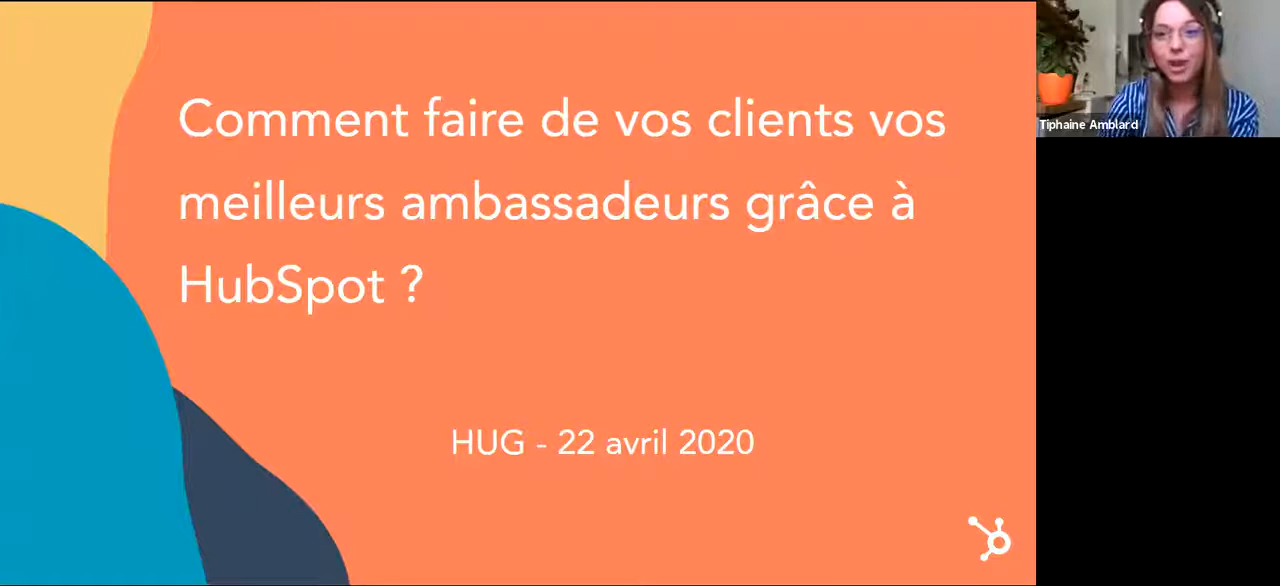 Comment faire de vos clients vos
meilleurs ambassadeurs grâce à
HubSpot ?
HUG - 22 avril 2020
Tiphaine Amblard